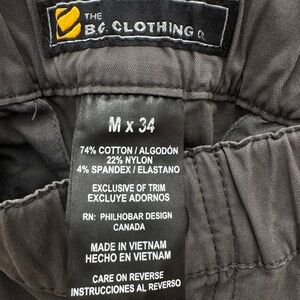 THE
B.C. CLOTHING Co.
M x 34
74% COTTON / ALGODÓN
22% NYLON
4% SPANDEX / ELASTANO
EXCLUSIVE OF TRIM
EXCLUYE ADORNOS
RN: PHILHOBAR DESIGN
CANADA
MADE IN VIETNAM
HECHO EN VIETNAM
CARE ON REVERSE
INSTRUCCIONES AL REVERSO